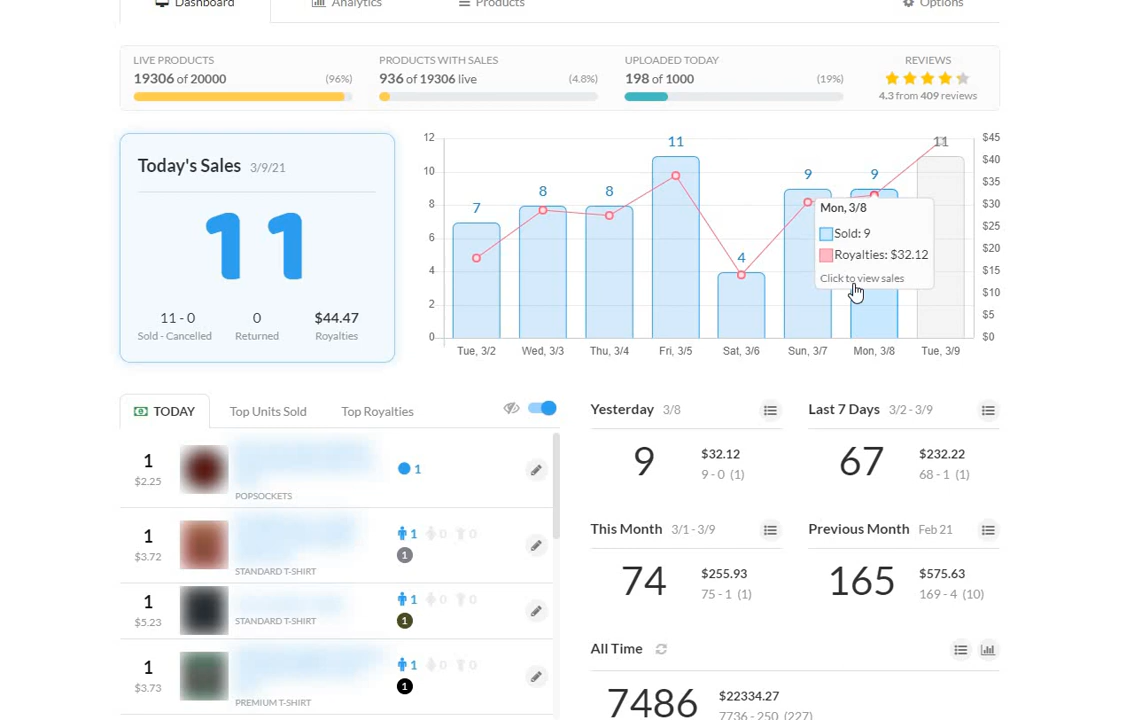 Dashboard
Analytics
Products
Options
LIVE PRODUCTS
19306 of 20000
(96%)
PRODUCTS WITH SALES
936 of 19306 live
(4.8%)
UPLOADED TODAY
198 of 1000
(19%)
REVIEWS
4.3 from 409 reviews
Today's Sales 3/9/21
11
11 - 0
Sold - Cancelled
0
Returned
$44.47
Royalties
12
10
8
6
4
2
0
7
8
8
11
4
9
9
11
$45
$40
$35
$30
$25
$20
$15
$10
$5
$0
Mon, 3/8
Sold: 9
Royalties: $32.12
Click to view sales
Tue, 3/2
Wed, 3/3
Thu, 3/4
Fri, 3/5
Sat, 3/6
Sun, 3/7
Mon, 3/8
Tue, 3/9
TODAY
Top Units Sold
Top Royalties
1
$2.25
1
POPSOCKETS
1
$3.72
1 0 0
1
STANDARD T-SHIRT
1
$5.23
1 0 0
1
STANDARD T-SHIRT
1
$3.73
1 0 0
1
PREMIUM T-SHIRT
Yesterday 3/8
9
$32.12
9 - 0 (1)
Last 7 Days 3/2 - 3/9
67
$232.22
68 - 1 (1)
This Month 3/1 - 3/9
74
$255.93
75 - 1 (1)
Previous Month Feb 21
165
$575.63
169 - 4 (10)
All Time
7486
$22334.27
7736 - 250 (227)